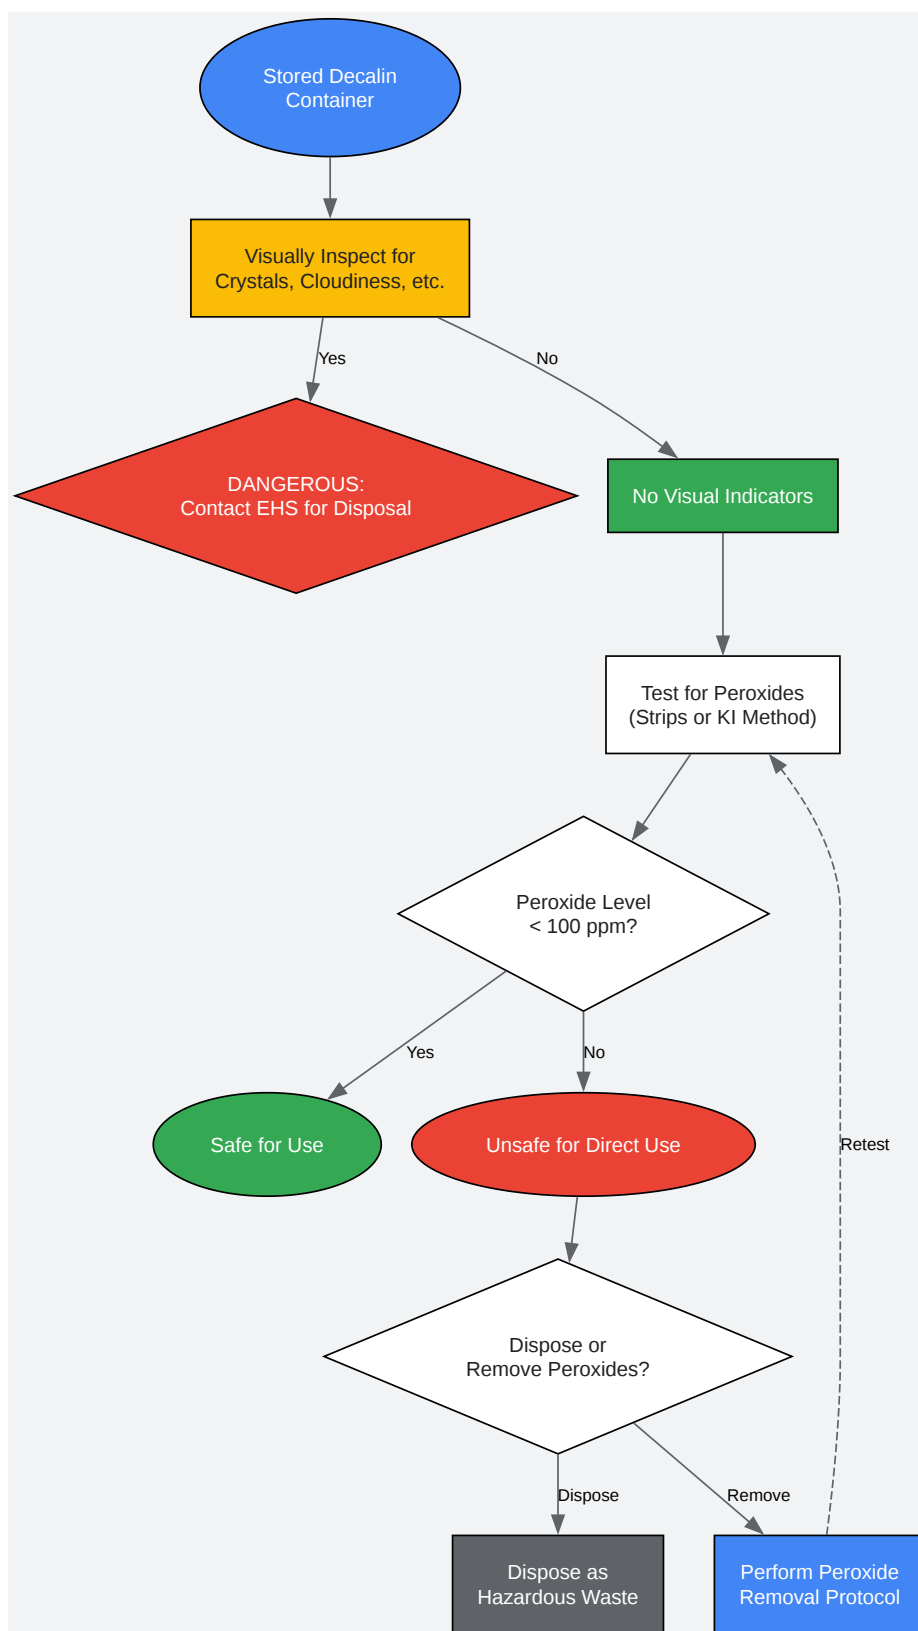 Stored Decalin
Container
Visually Inspect for
Crystals, Cloudiness, etc.
Yes
No
DANGEROUS:
Contact EHS for Disposal
No Visual Indicators
Test for Peroxides
(Strips or KI Method)
Peroxide Level
< 100 ppm?
Yes
No
Safe for Use
Unsafe for Direct Use
Retest
Dispose or
Remove Peroxides?
Dispose
Remove
Dispose as
Hazardous Waste
Perform Peroxide
Removal Protocol